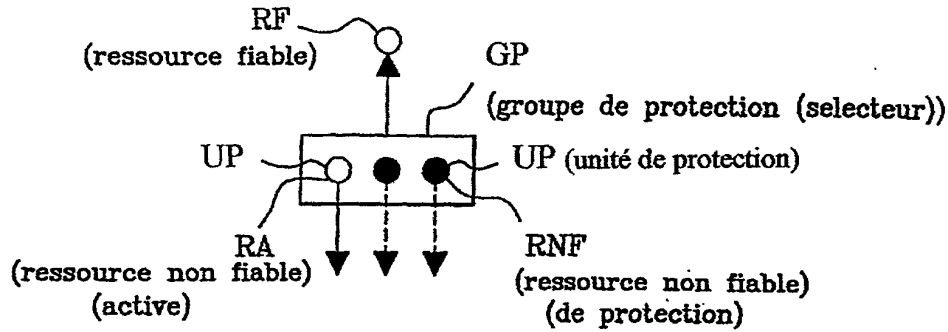 RF
(ressource fiable)
GP
(groupe de protection (selecteur))
UP
UP (unité de protection)
RA
(ressource non fiable)
(active)
RNF
(ressource non fiable)
(de protection)